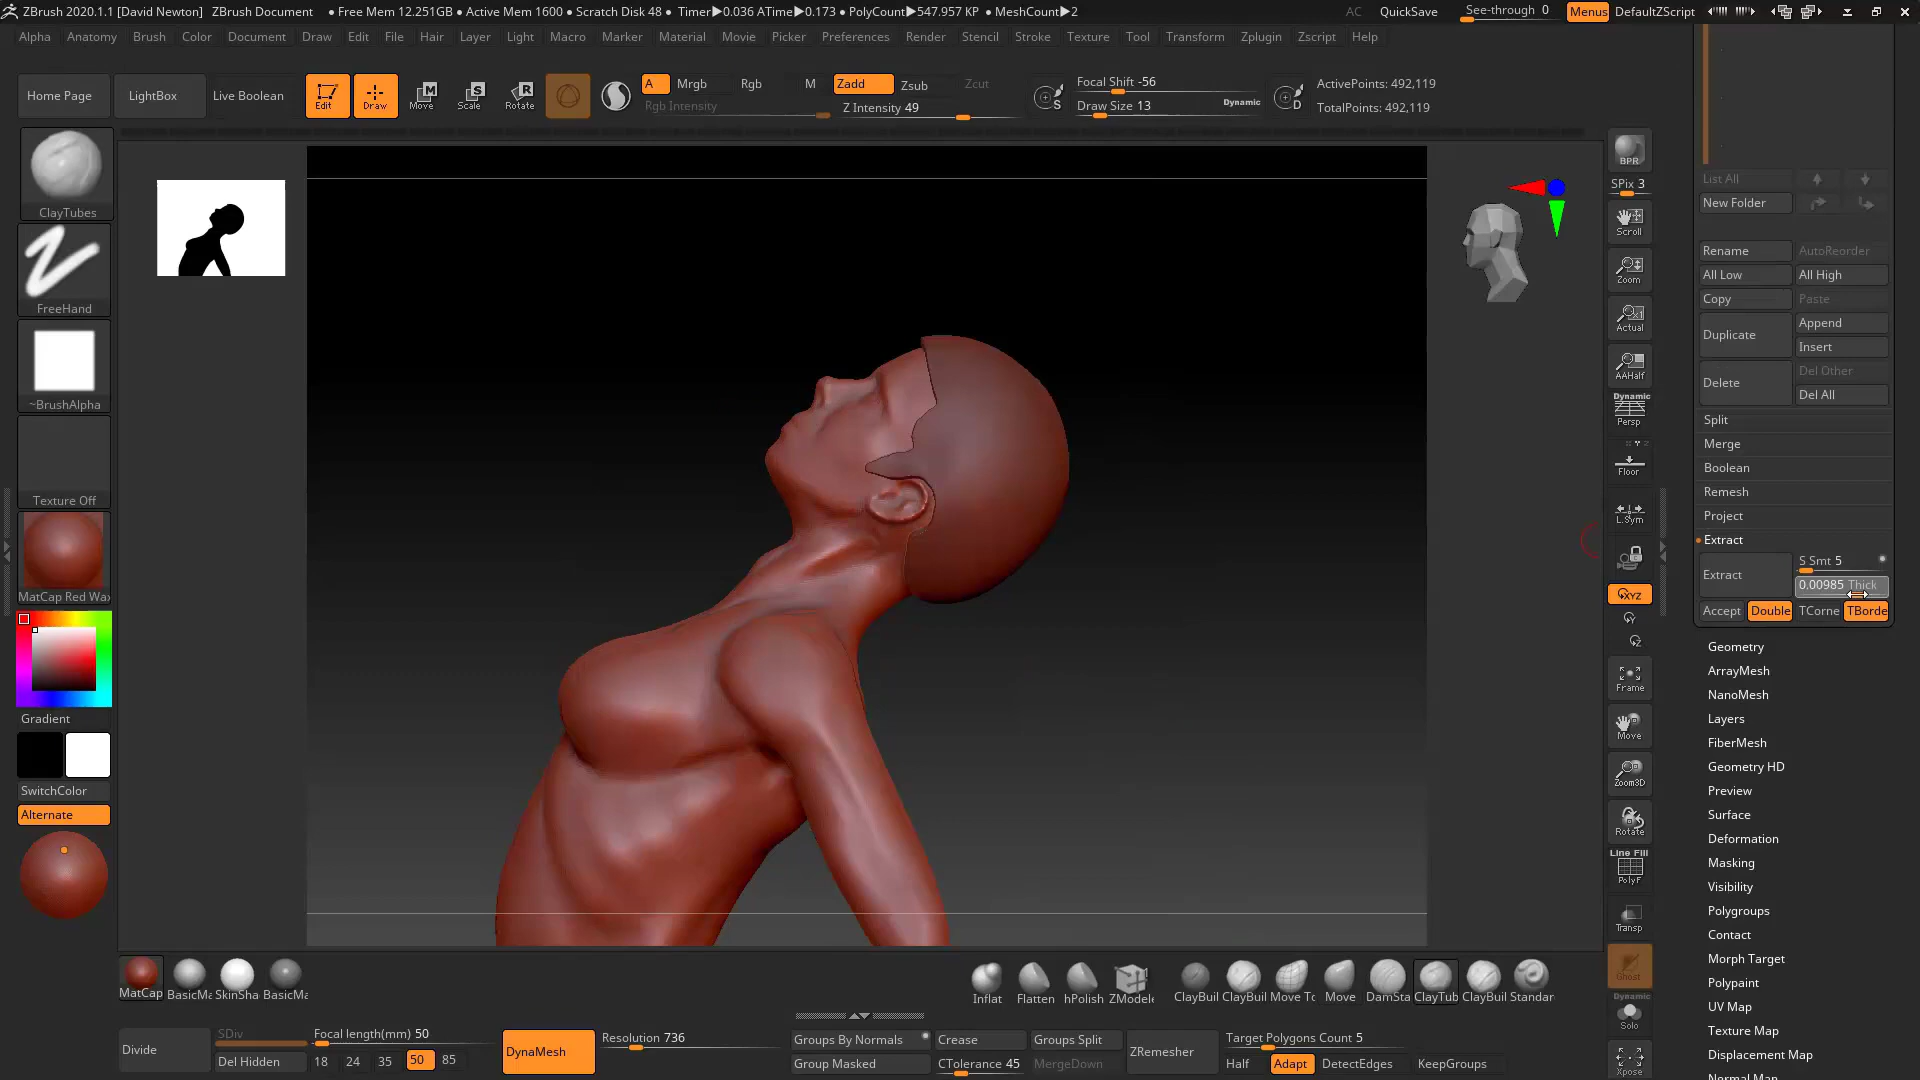 ZBrush 2020.1.1 [David Newton] ZBrush Document • Free Mem 12.251GB • Active Mem 1600 • Scratch Disk 48 • Timer▶0.036 ATime▶0.173 • PolyCount▶547.957 KP • MeshCount▶2 AC QuickSave See-through 0 Menus DefaultZScript
Alpha Anatomy Brush Color Document Draw Edit File Hair Layer Light Macro Marker Material Movie Picker Preferences Render Stencil Stroke Texture Tool Transform Zplugin Zscript Help
Home Page LightBox Live Boolean Edit Draw Move Scale Rotate
A Mrgb Rgb M Zadd Zsub Zcut
Rgb Intensity Z Intensity 49
Focal Shift -56
Draw Size 13 Dynamic
S D
ActivePoints: 492,119
TotalPoints: 492,119
ClayTubes
FreeHand
~BrushAlpha
Texture Off
MatCap Red Wa
Gradient
SwitchColor
Alternate
BPR
SPix 3
Scroll
Zoom
Actual
AAHalf
Dynamic
Persp
Floor
L.Sym
XYZ
Frame
Move
Zoom3D
Rotate
Line Fill
PolyF
Transp
Ghost
Dynamic
Solo
Xpose
List All
New Folder
Rename AutoReorder
All Low All High
Copy Paste
Duplicate Append
Insert
Delete Del Other
Del All
Split
Merge
Boolean
Remesh
Project
Extract
Extract S Smt 5
0.00985 Thick
Accept Double TCorne TBorde
Geometry
ArrayMesh
NanoMesh
Layers
FiberMesh
Geometry HD
Preview
Surface
Deformation
Masking
Visibility
Polygroups
Contact
Morph Target
Polypaint
UV Map
Texture Map
Displacement Map
Normal Map
MatCap BasicMa SkinSha BasicMa
Inflat Flatten hPolish ZModele ClayBuil ClayBuil Move To Move DamSta ClayTub ClayBuil Standar
Divide SDiv
Del Hidden
Focal length(mm) 50
18 24 35 50 85
DynaMesh Resolution 736
Groups By Normals Crease Groups Split
Group Masked CTolerance 45 MergeDown
ZRemesher Target Polygons Count 5
Half Adapt DetectEdges KeepGroups